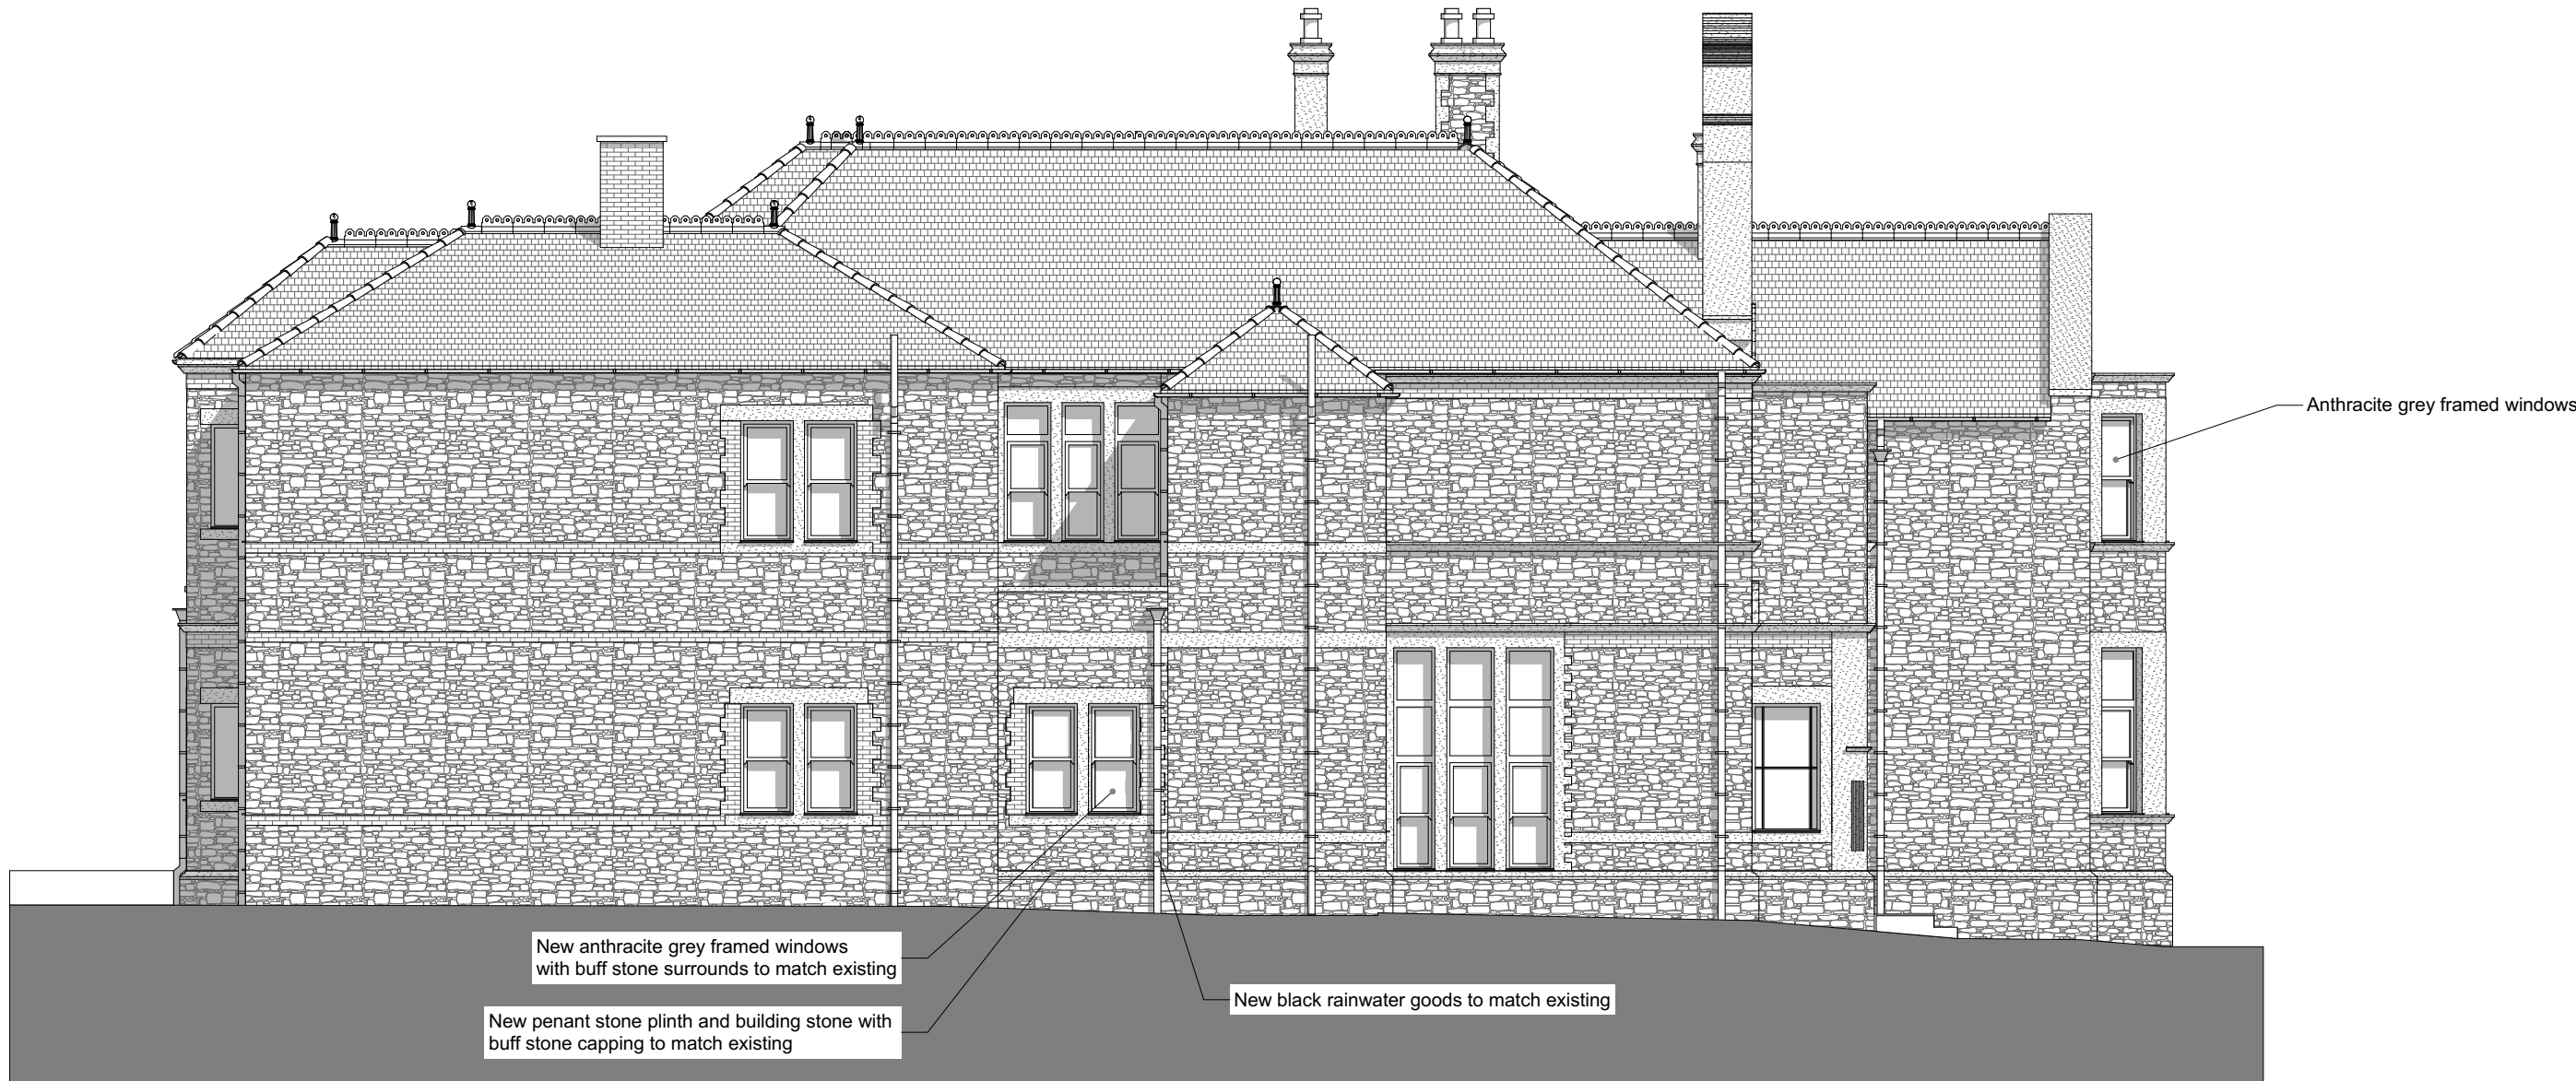 Anthracite grey framed windows
New anthracite grey framed windows
with buff stone surrounds to match existing
New black rainwater goods to match existing
New penant stone plinth and building stone with
buff stone capping to match existing